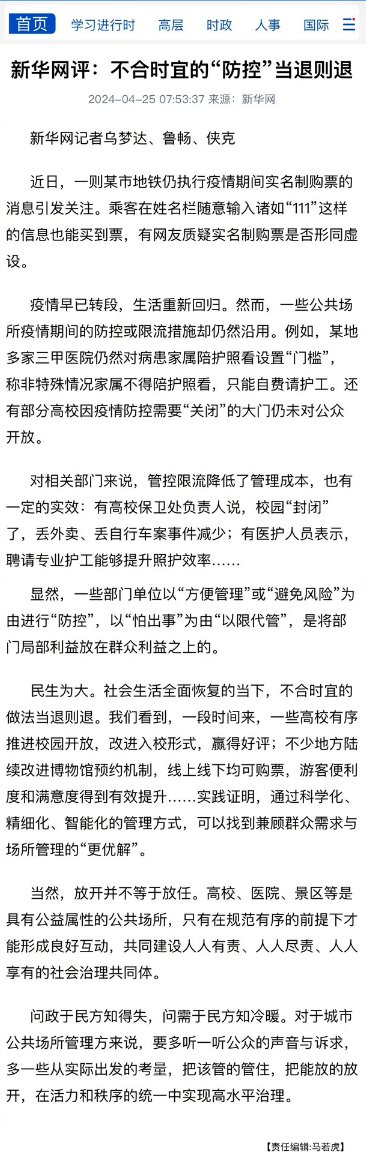 首页 学习进行时 高层 时政 人事 国际
新华网评：不合时宜的“防控”当退则退
2024-04-25 07:53:37 来源：新华网
新华网记者乌梦达、鲁畅、侠克
近日，一则某市地铁仍执行疫情期间实名制购票的
消息引发关注。乘客在姓名栏随意输入诸如“111”这样
的信息也能买到票，有网友质疑实名制购票是否形同虚
设。
疫情早已转段，生活重新回归。然而，一些公共场
所疫情期间的防控或限流措施却仍然沿用。例如，某地
多家三甲医院仍然对病患家属陪护照看设置“门槛”，
称非特殊情况家属不得陪护照看，只能自费请护工。还
有部分高校因疫情防控需要“关闭”的大门仍未对公众
开放。
对相关部门来说，管控限流降低了管理成本，也有
一定的实效：有高校保卫处负责人说，校园“封闭”
了，丢外卖、丢自行车案事件减少；有医护人员表示，
聘请专业护工能够提升照护效率……
显然，一些部门单位以“方便管理”或“避免风险”为
由进行“防控”，以“怕出事”为由“以限代管”，是将部
门局部利益放在群众利益之上的。
民生为大。社会生活全面恢复的当下，不合时宜的
做法当退则退。我们看到，一段时间来，一些高校有序
推进校园开放，改进入校形式，赢得好评；不少地方陆
续改进博物馆预约机制，线上线下均可购票，游客便利
度和满意度得到有效提升……实践证明，通过科学化、
精细化、智能化的管理方式，可以找到兼顾群众需求与
场所管理的“更优解”。
当然，放开并不等于放任。高校、医院、景区等是
具有公益属性的公共场所，只有在规范有序的前提下才
能形成良好互动，共同建设人人有责、人人尽责、人人
享有的社会治理共同体。
问政于民方知得失，问需于民方知冷暖。对于城市
公共场所管理方来说，要多听一听公众的声音与诉求，
多一些从实际出发的考量，把该管的管住，把能放的放
开，在活力和秩序的统一中实现高水平治理。
【责任编辑:马若虎】